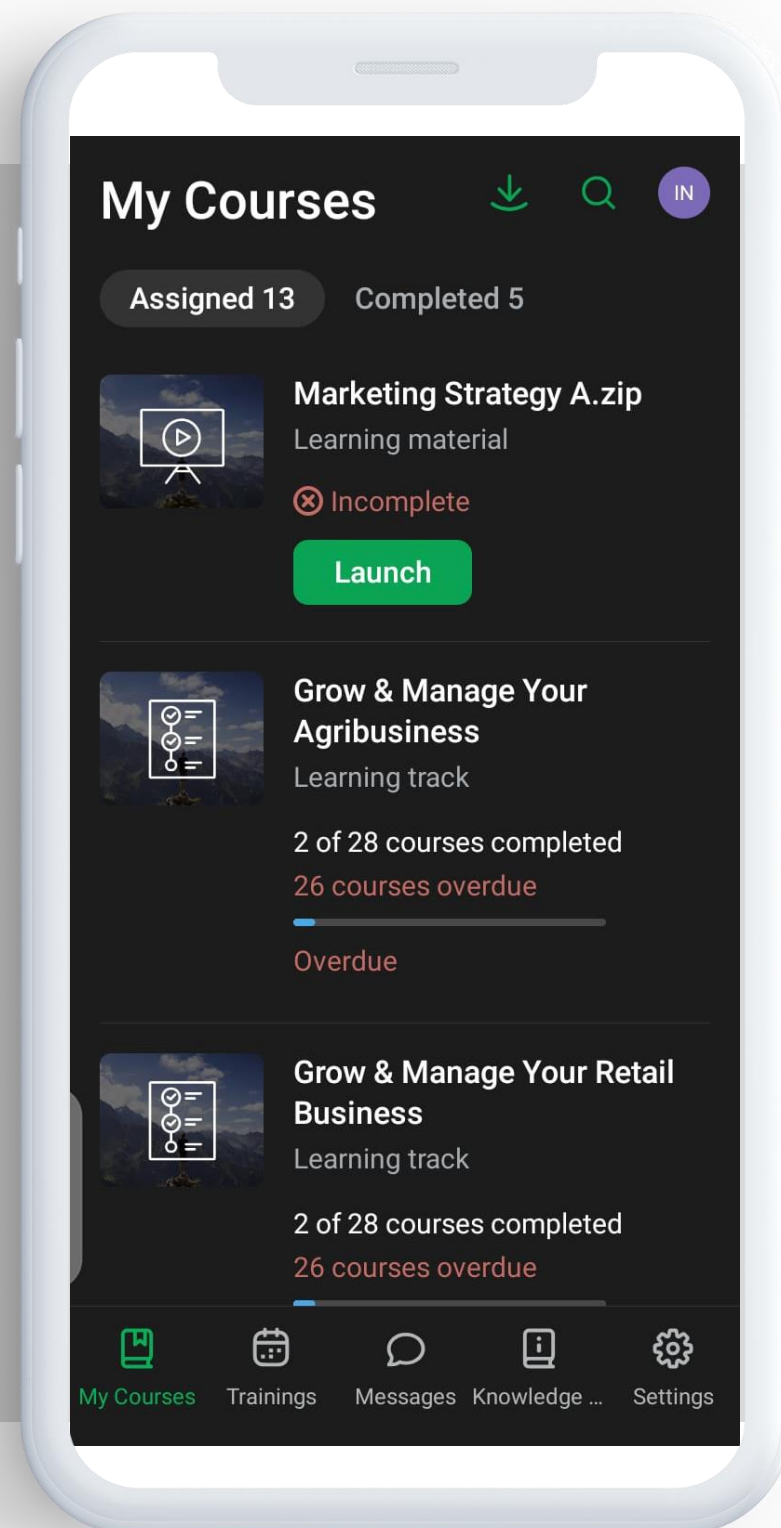 My Courses
IN
Assigned 13
Completed 5
Marketing Strategy A.zip
Learning material
Incomplete
Launch
Grow & Manage Your
Agribusiness
Learning track
2 of 28 courses completed
26 courses overdue
Overdue
Grow & Manage Your Retail
Business
Learning track
2 of 28 courses completed
26 courses overdue
My Courses
Trainings
Messages
Knowledge ...
Settings